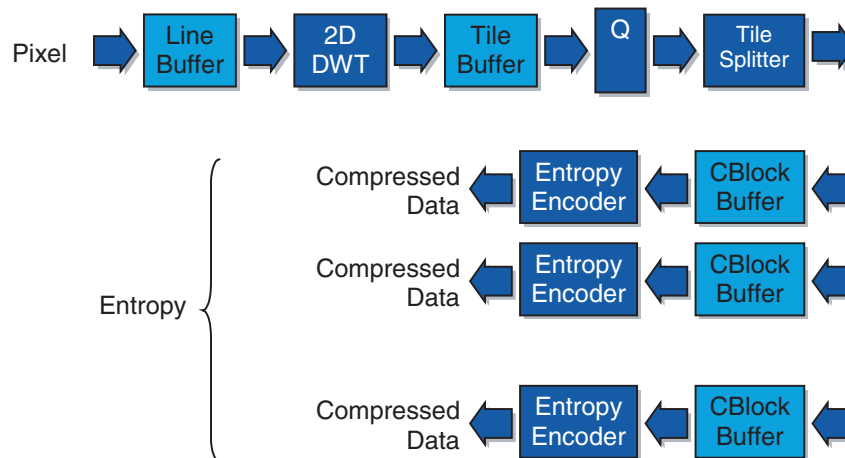 Pixel
Line
Buffer
2D
DWT
Tile
Buffer
Q
Tile
Splitter
Compressed
Data
Entropy
Encoder
CBlock
Buffer
Compressed
Data
Entropy
Encoder
CBlock
Buffer
Entropy
Compressed
Data
Entropy
Encoder
CBlock
Buffer